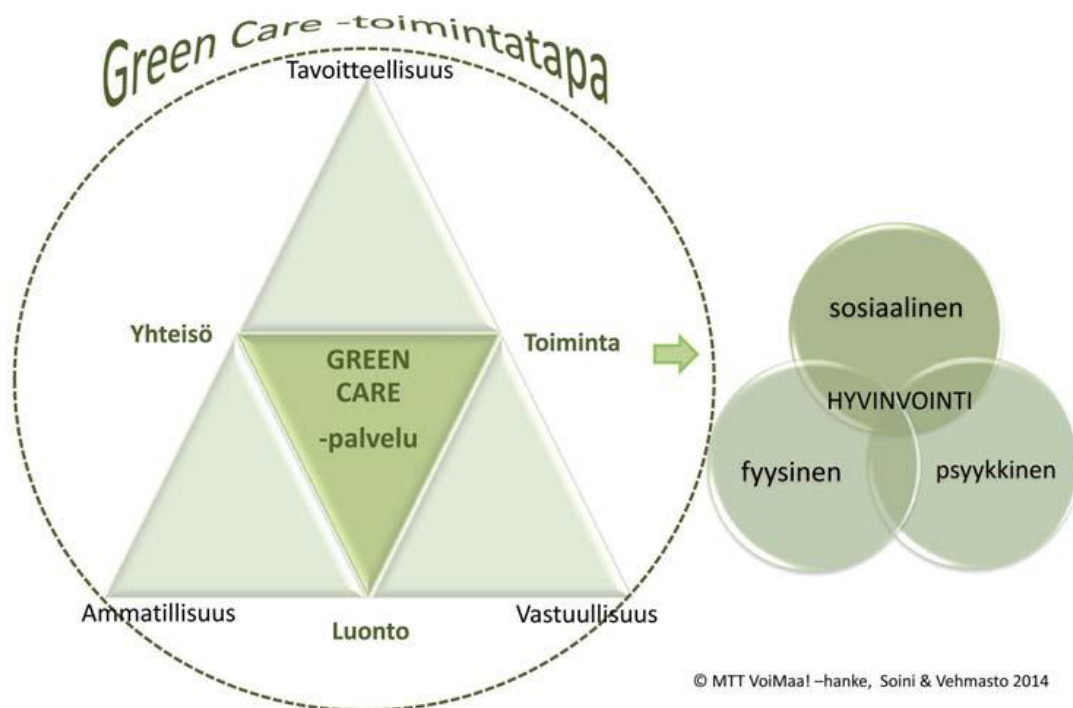 Green Care -toimintatapa
Tavoitteellisuus
Yhteisö
Toiminta
GREEN
CARE
-palvelu
Ammatillisuus
Luonto
Vastuullisuus
sosiaalinen
HYVINVOINTI
fyysinen
psyykkinen
© MTT VoiMaa! –hanke, Soini & Vehmasto 2014